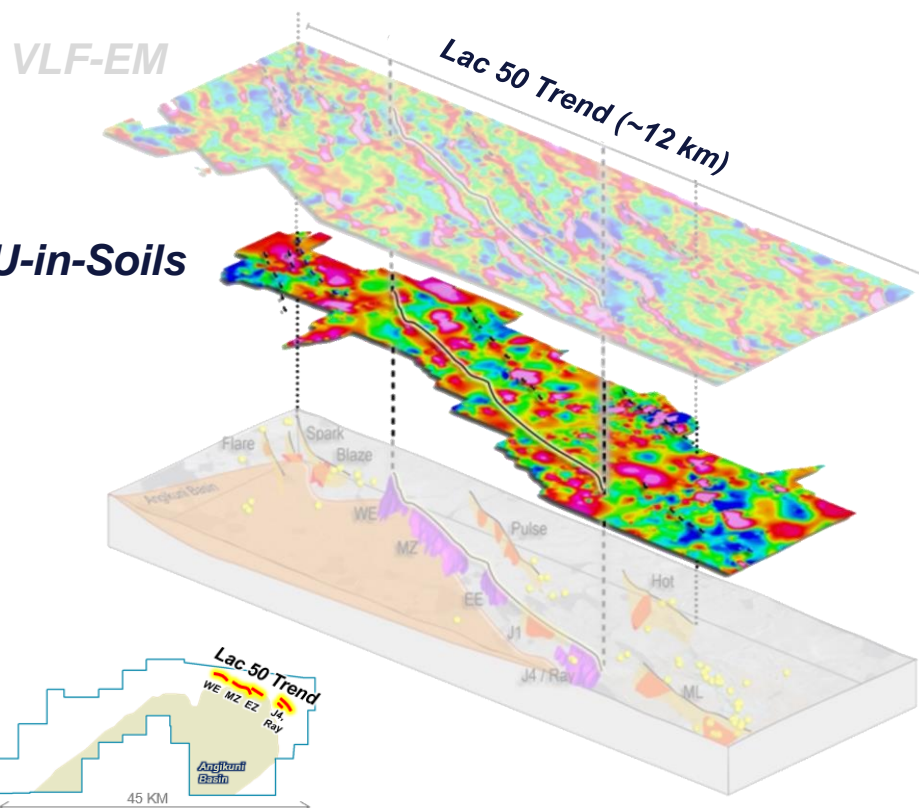 VLF-EM
Lac 50 Trend (~12 km)
U-in-Soils
Flare
Spark
Blaze
Angikuni Basin
WE
MZ
Pulse
EE
Hot
J1
J4 / Ray
ML
Lac 50 Trend
WE
MZ
EZ
J4,
Ray
Angikuni
Basin
45 KM